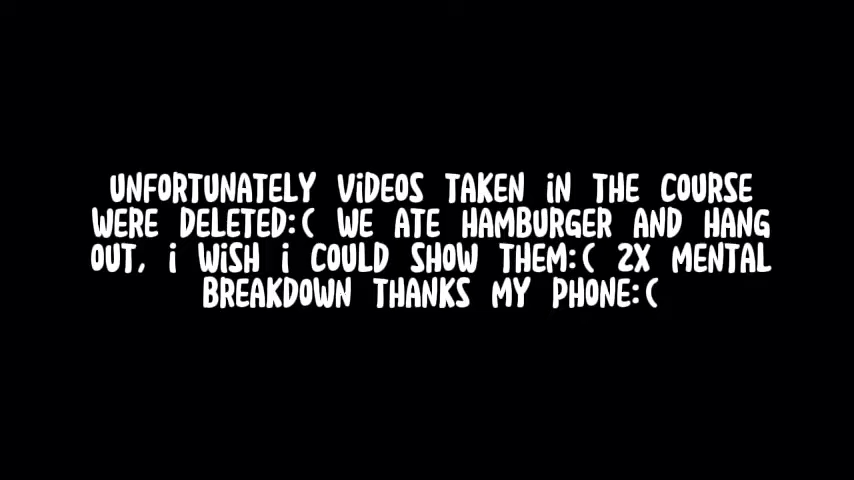 UNFORTUNATELY ViDEOS TAKEN iN THE COURSE
WERE DELETED:( WE ATE HAMBURGER AND HANG
OUT, i WiSH i COULD SHOW THEM:( 2X MENTAL
BREAKDOWN THANKS MY PHONE:(